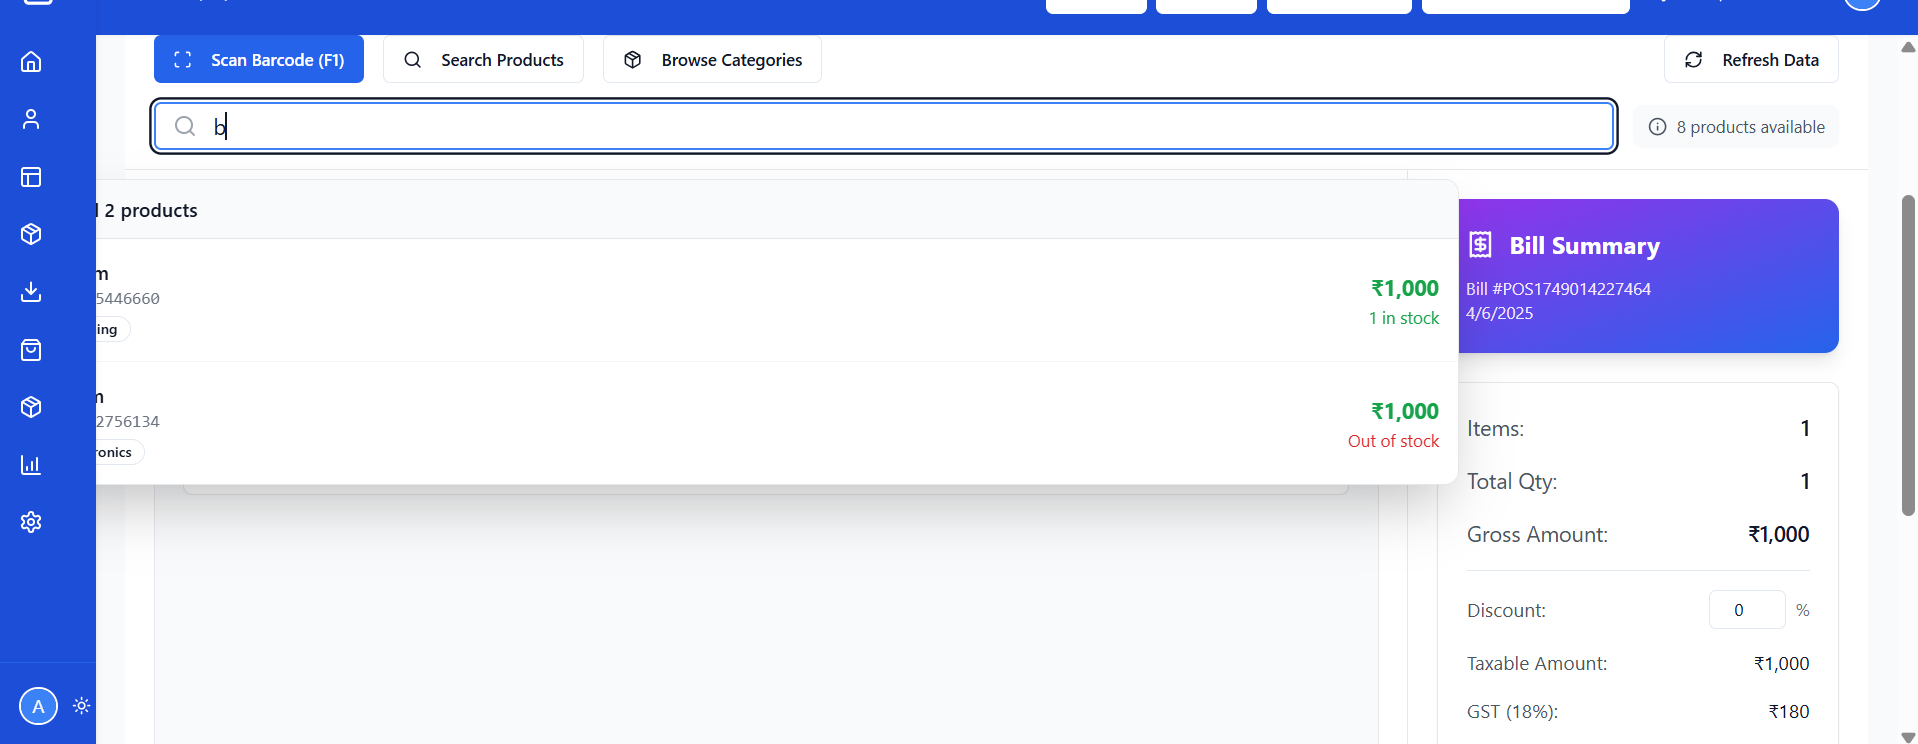 Scan Barcode (F1)
Search Products
Browse Categories
Refresh Data
b
8 products available
2 products
5446660
ing
₹1,000
1 in stock
2756134
ronics
₹1,000
Out of stock
Bill Summary
Bill #POS1749014227464
4/6/2025
Items: 1
Total Qty: 1
Gross Amount: ₹1,000
Discount: 0 %
Taxable Amount: ₹1,000
GST (18%): ₹180
A